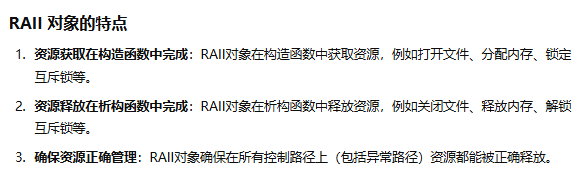 RAII 对象的特点
1. 资源获取在构造函数中完成：RAII对象在构造函数中获取资源，例如打开文件、分配内存、锁定
互斥锁等。
2. 资源释放在析构函数中完成：RAII对象在析构函数中释放资源，例如关闭文件、释放内存、解锁
互斥锁等。
3. 确保资源正确管理：RAII对象确保在所有控制路径上（包括异常路径）资源都能被正确释放。